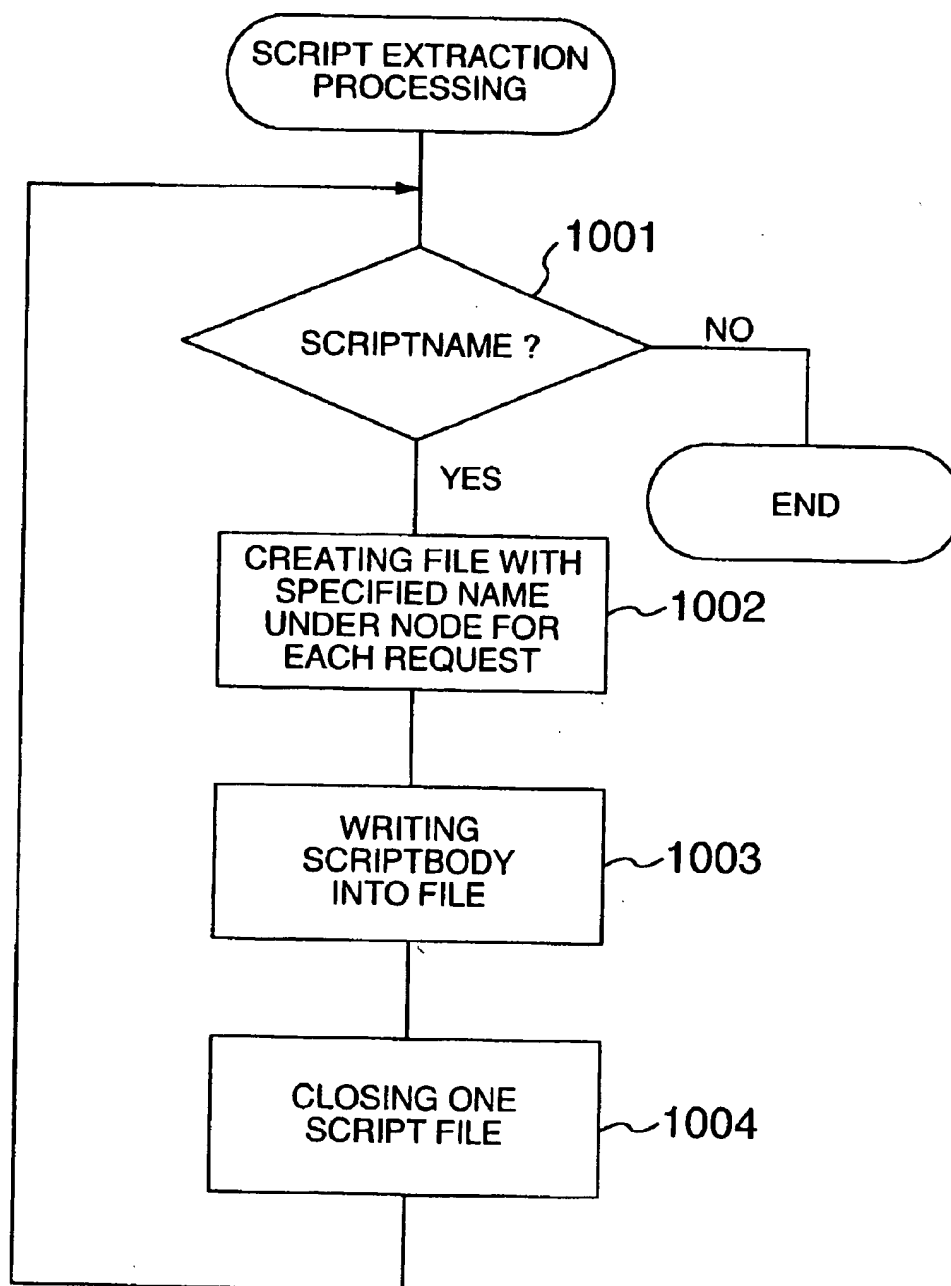 SCRIPT EXTRACTION
PROCESSING
1001
SCRIPTNAME ?
NO
YES
END
CREATING FILE WITH
SPECIFIED NAME
UNDER NODE FOR
EACH REQUEST
1002
WRITING
SCRIPTBODY
INTO FILE
1003
CLOSING ONE
SCRIPT FILE
1004